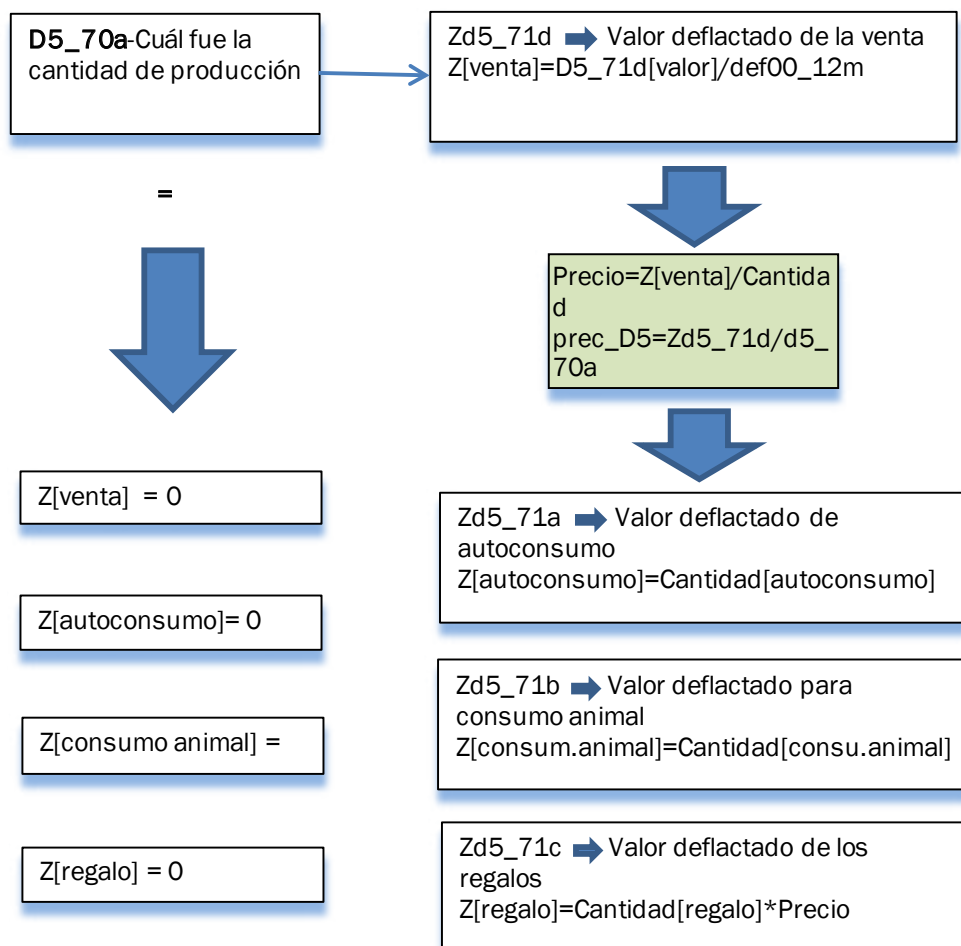 D5_70a-Cuál fue la
cantidad de producción
Zd5_71d Valor deflactado de la venta
Z[venta]=D5_71d[valor]/def00_12m
=
Precio=Z[venta]/Cantida
d
prec_D5=Zd5_71d/d5_
70a
Z[venta] = 0
Z[autoconsumo]= 0
Z[consumo animal] =
Z[regalo] = 0
Zd5_71a Valor deflactado de
autoconsumo
Z[autoconsumo]=Cantidad[autoconsumo]
Zd5_71b Valor deflactado para
consumo animal
Z[consum.animal]=Cantidad[consu.animal]
Zd5_71c Valor deflactado de los
regalos
Z[regalo]=Cantidad[regalo]*Precio